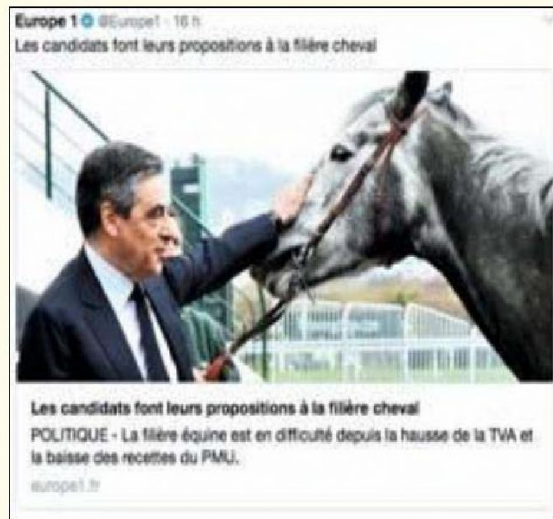 Europe 1 @Europe1 · 16 h
Les candidats font leurs propositions à la filière cheval
Les candidats font leurs propositions à la filière cheval
POLITIQUE - La filière équine est en difficulté depuis la hausse de la TVA et
la baisse des recettes du PMU.
europe1.fr